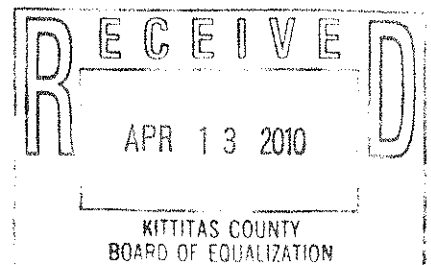 RECEIVED
APR 13 2010
KITTITAS COUNTY
BOARD OF EQUALIZATION